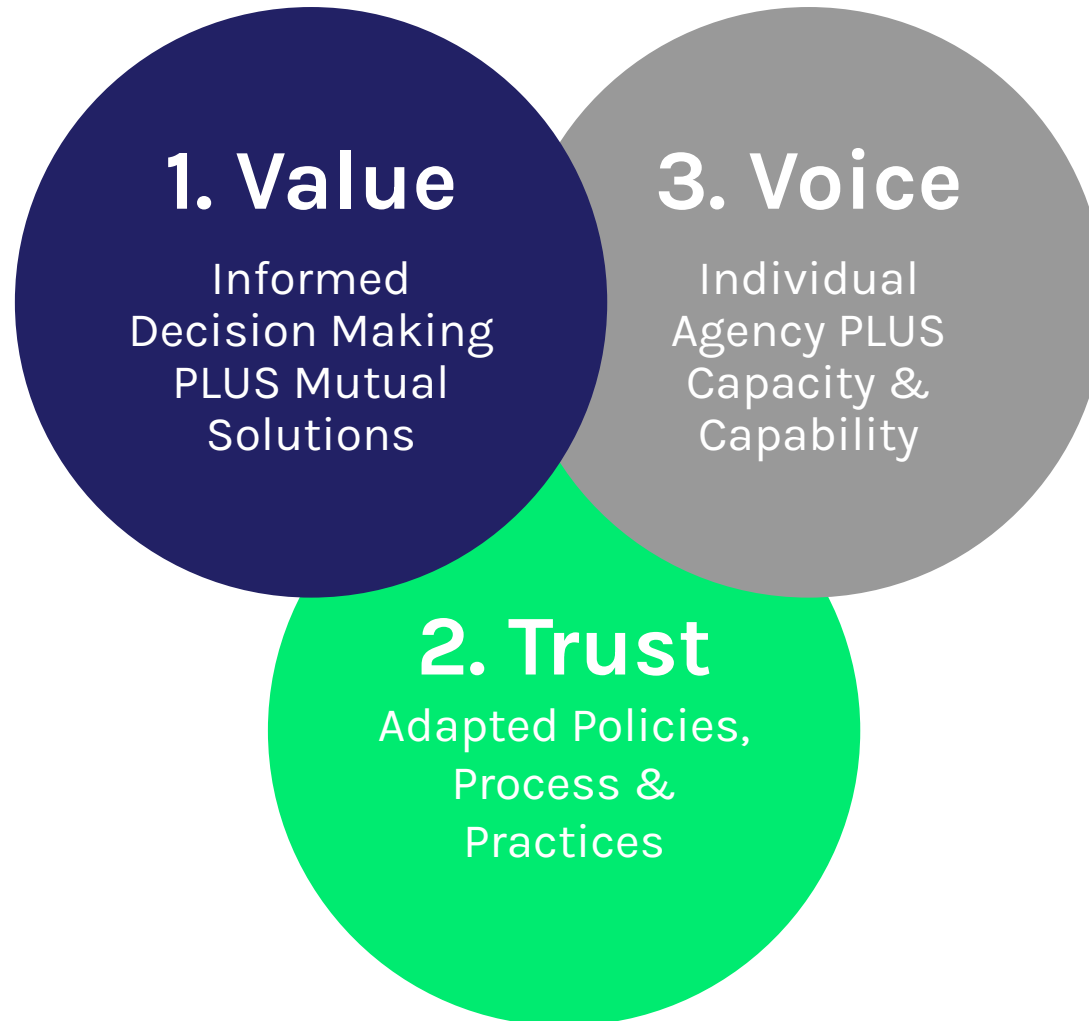 1. Value
Informed
Decision Making
PLUS Mutual
Solutions
3. Voice
Individual
Agency PLUS
Capacity &
Capability
2. Trust
Adapted Policies,
Process &
Practices